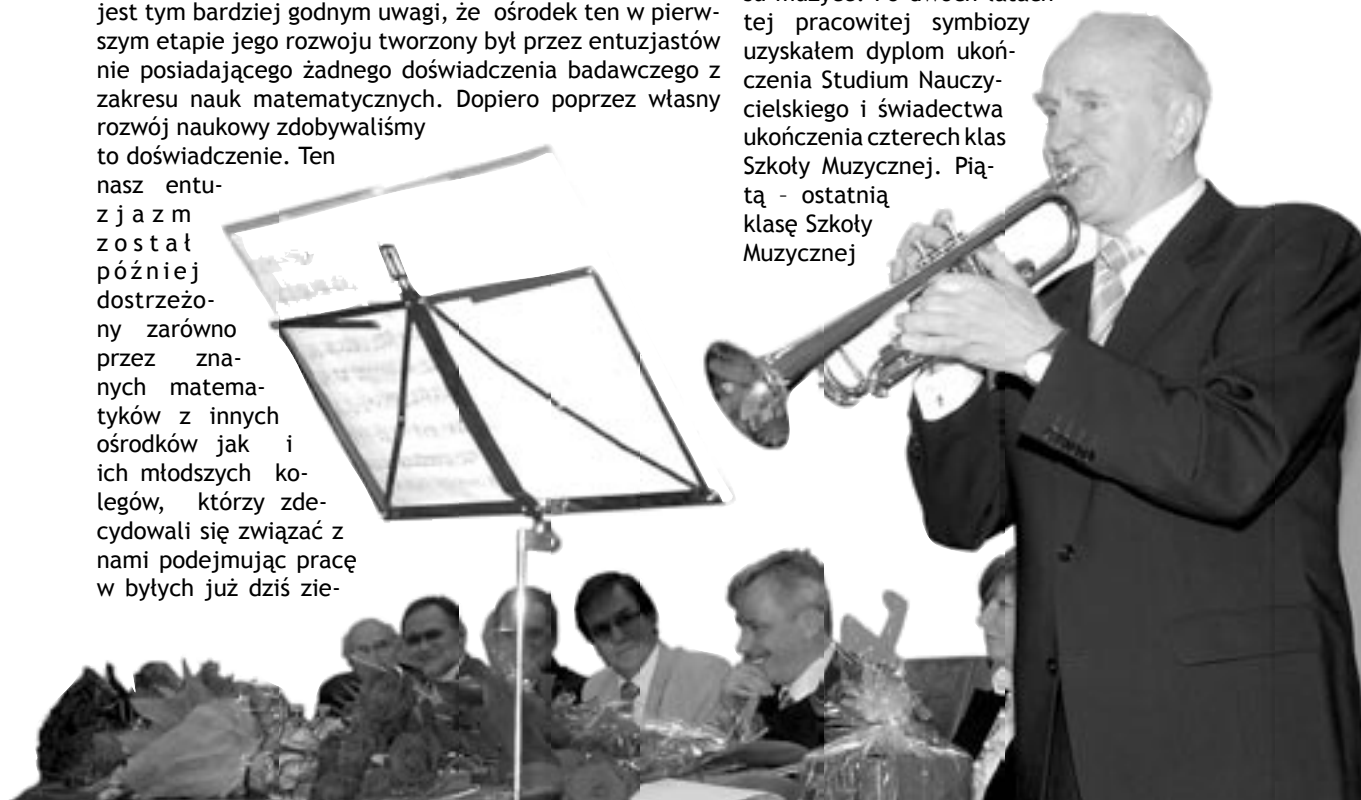 jest tym bardziej godnym uwagi, że ośrodek ten w pierw-
szym etapie jego rozwoju tworzony był przez entuzjastów
nie posiadającego żadnego doświadczenia badawczego z
zakresu nauk matematycznych. Dopiero poprzez własny
rozwój naukowy zdobywaliśmy
to doświadczenie. Ten
nasz entu-
zjazm
został
później
dostrzeżo-
ny zarówno
przez zna-
nych matema-
tyków z innych
ośrodków jak i
ich młodszych ko-
legów, którzy zde-
cydowali się związać z
nami podejmując pracę
w byłych już dziś zie-
tej pracowitej symbiozy
uzyskałem dyplom ukoń-
czenia Studium Nauczy-
cielskiego i świadectwa
ukończenia czterech klas
Szkoły Muzycznej. Pią-
tą – ostatnią
klasę Szkoły
Muzycznej